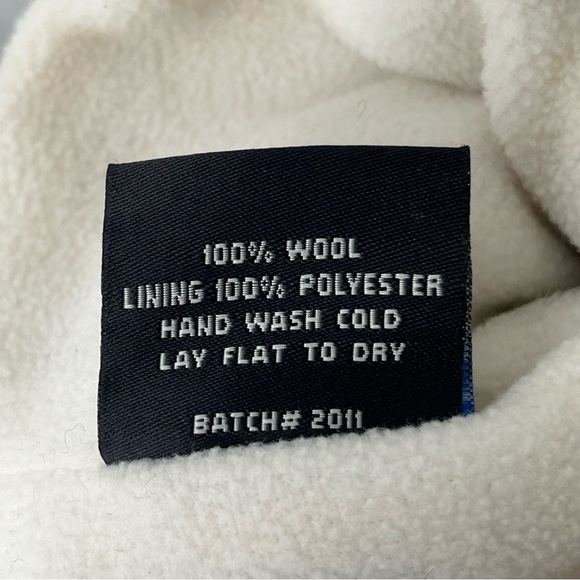 100% WOOL
LINING 100% POLYESTER
HAND WASH COLD
LAY FLAT TO DRY
BATCH# 2011